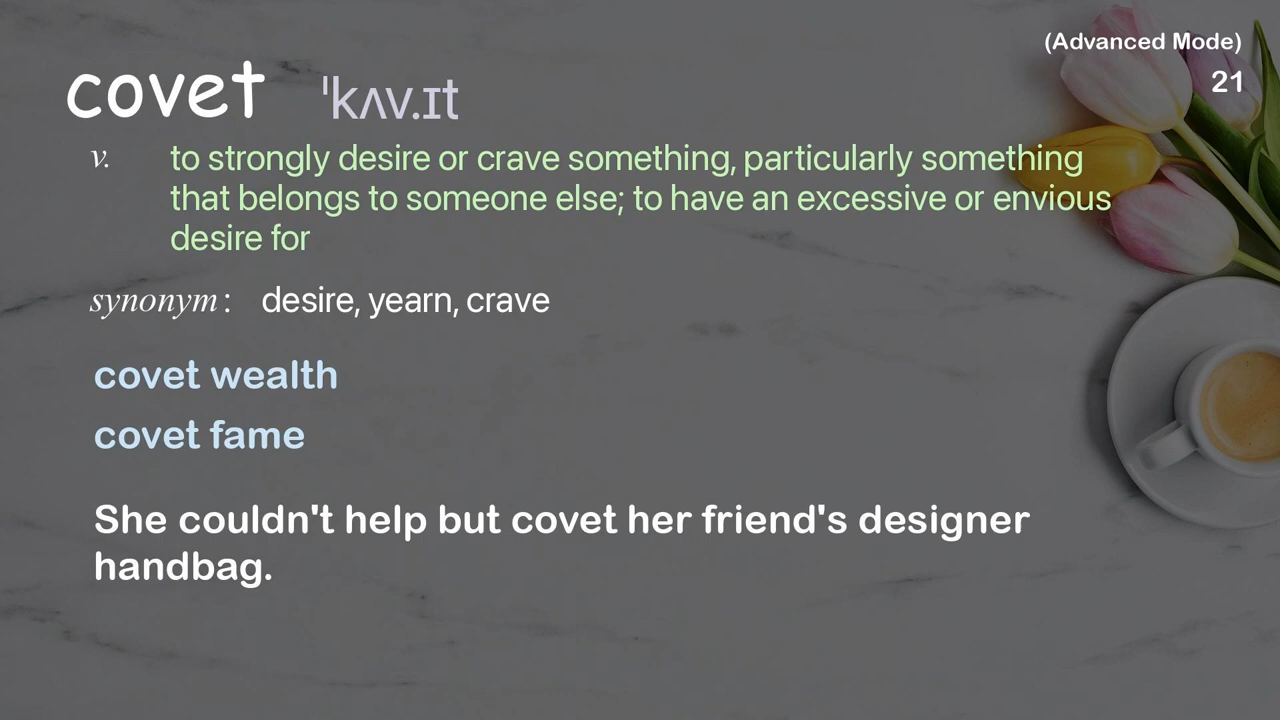 (Advanced Mode)
21
covet ˈkʌv.ɪt
v. to strongly desire or crave something, particularly something
that belongs to someone else; to have an excessive or envious
desire for
synonym: desire, yearn, crave
covet wealth
covet fame
She couldn't help but covet her friend's designer
handbag.